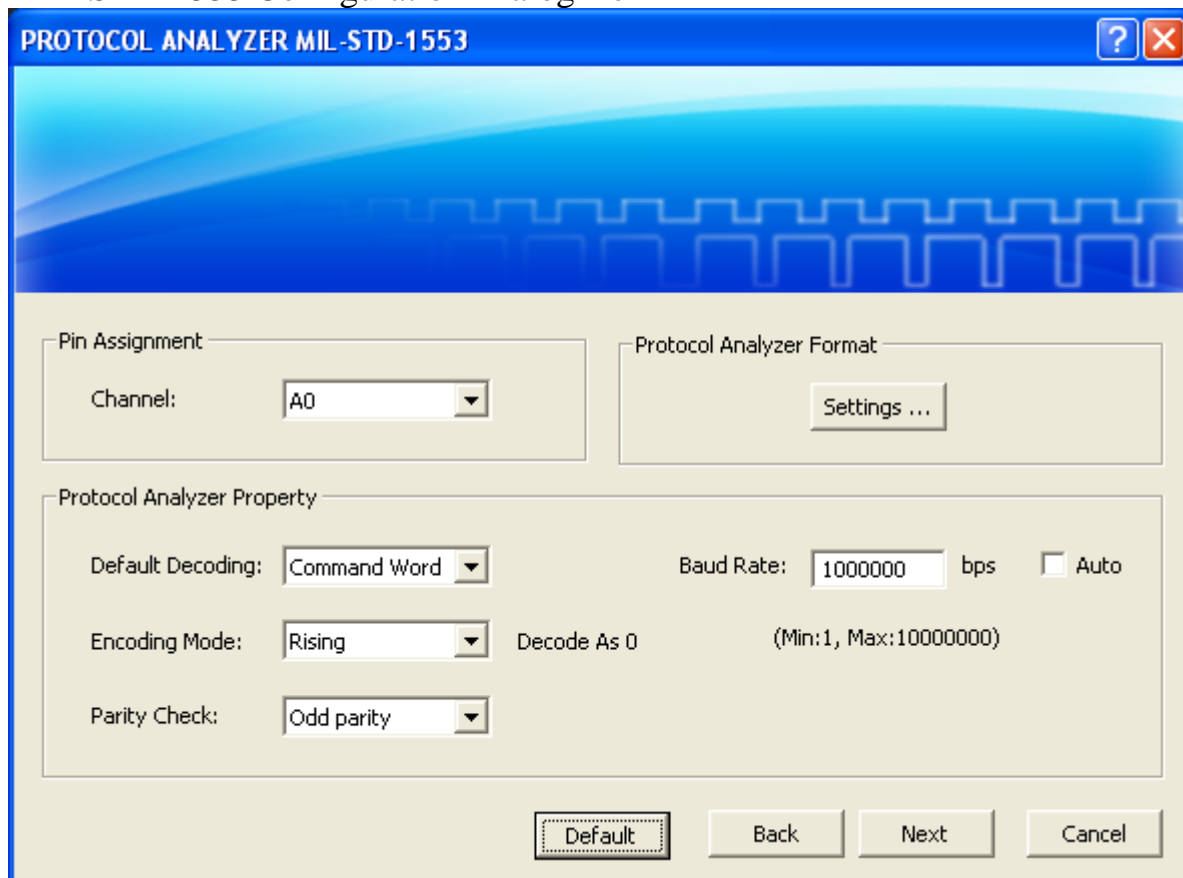 PROTOCOL ANALYZER MIL-STD-1553
Pin Assignment
Channel: A0
Protocol Analyzer Format
Settings ...
Protocol Analyzer Property
Default Decoding: Command Word
Baud Rate: 1000000 bps Auto
Encoding Mode: Rising Decode As 0
(Min:1, Max:10000000)
Parity Check: Odd parity
Default Back Next Cancel